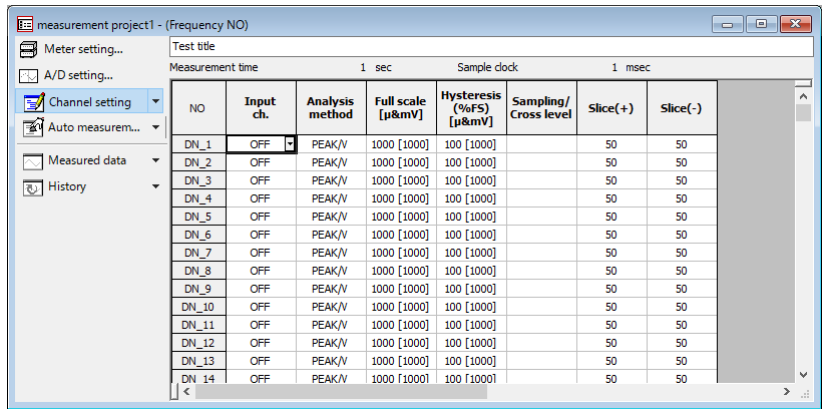 measurement project1 - (Frequency NO)
Meter setting...
A/D setting...
Channel setting
Auto measurem...
Measured data
History
Test title
Measurement time 1 sec Sample clock 1 msec
NO Input ch. Analysis method Full scale [µ&mV] Hysteresis (%FS) [µ&mV] Sampling/ Cross level Slice(+) Slice(-)
DN_1 OFF PEAK/V 1000 [1000] 100 [1000] 50 50
DN_2 OFF PEAK/V 1000 [1000] 100 [1000] 50 50
DN_3 OFF PEAK/V 1000 [1000] 100 [1000] 50 50
DN_4 OFF PEAK/V 1000 [1000] 100 [1000] 50 50
DN_5 OFF PEAK/V 1000 [1000] 100 [1000] 50 50
DN_6 OFF PEAK/V 1000 [1000] 100 [1000] 50 50
DN_7 OFF PEAK/V 1000 [1000] 100 [1000] 50 50
DN_8 OFF PEAK/V 1000 [1000] 100 [1000] 50 50
DN_9 OFF PEAK/V 1000 [1000] 100 [1000] 50 50
DN_10 OFF PEAK/V 1000 [1000] 100 [1000] 50 50
DN_11 OFF PEAK/V 1000 [1000] 100 [1000] 50 50
DN_12 OFF PEAK/V 1000 [1000] 100 [1000] 50 50
DN_13 OFF PEAK/V 1000 [1000] 100 [1000] 50 50
DN_14 OFF PEAK/V 1000 [1000] 100 [1000] 50 50